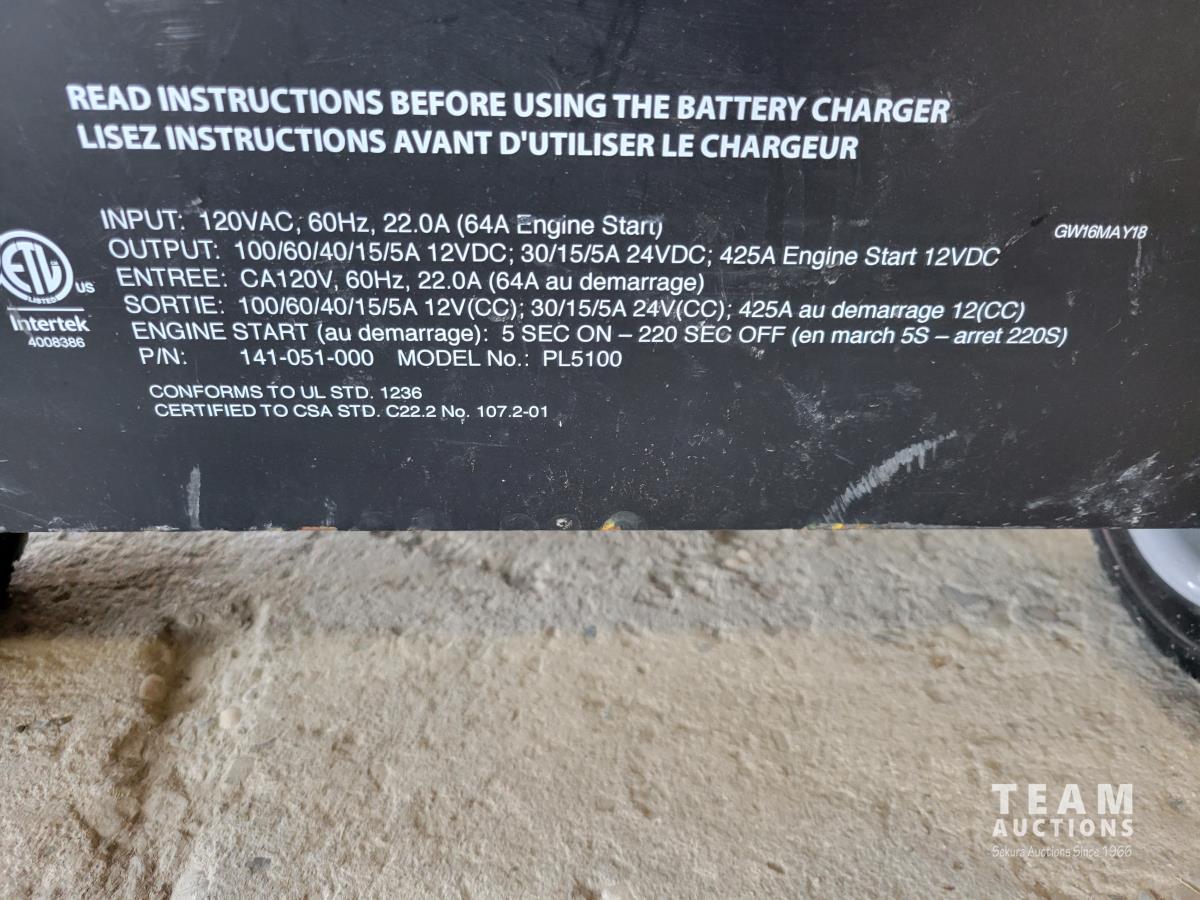 READ INSTRUCTIONS BEFORE USING THE BATTERY CHARGER
LISEZ INSTRUCTIONS AVANT D'UTILISER LE CHARGEUR
INPUT: 120VAC, 60Hz, 22.0A (64A Engine Start)
GW16MAY18
OUTPUT: 100/60/40/15/5A 12VDC; 30/15/5A 24VDC; 425A Engine Start 12VDC
ENTREE: CA120V, 60Hz, 22.0A (64A au demarrage)
SORTIE: 100/60/40/15/5A 12V(CC); 30/15/5A 24V(CC); 425A au demarrage 12(CC)
ENGINE START (au demarrage): 5 SEC ON – 220 SEC OFF (en march 5S – arret 220S)
P/N: 141-051-000 MODEL No.: PL5100
CONFORMS TO UL STD. 1236
CERTIFIED TO CSA STD. C22.2 No. 107.2-01
ETL
LISTED
US
Intertek
4008386
TEAM
AUCTIONS
Sekura Auctions Since 1966